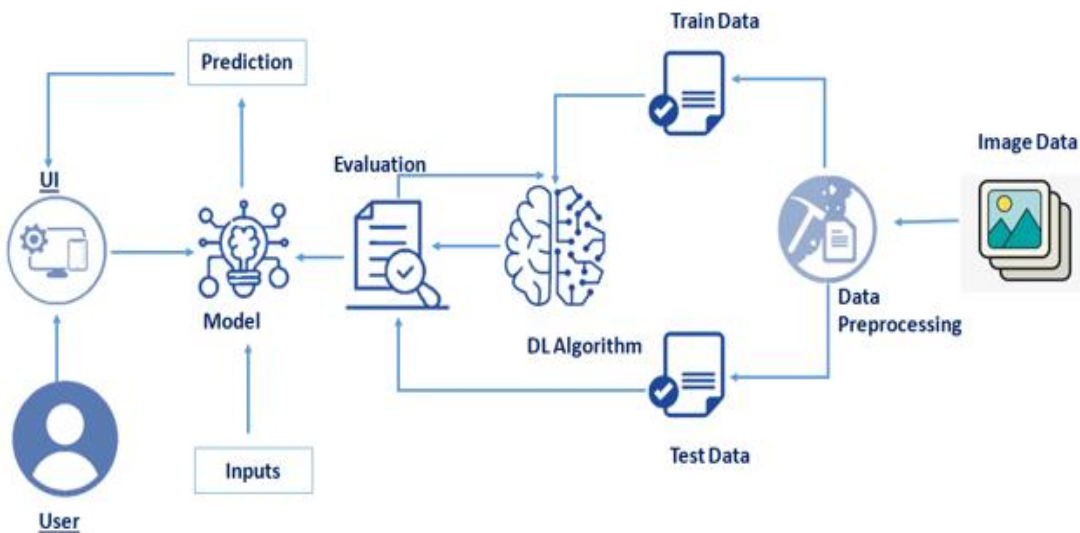 Train Data
Prediction
Image Data
Evaluation
UI
Data
Preprocessing
Model
DL Algorithm
Test Data
Inputs
User